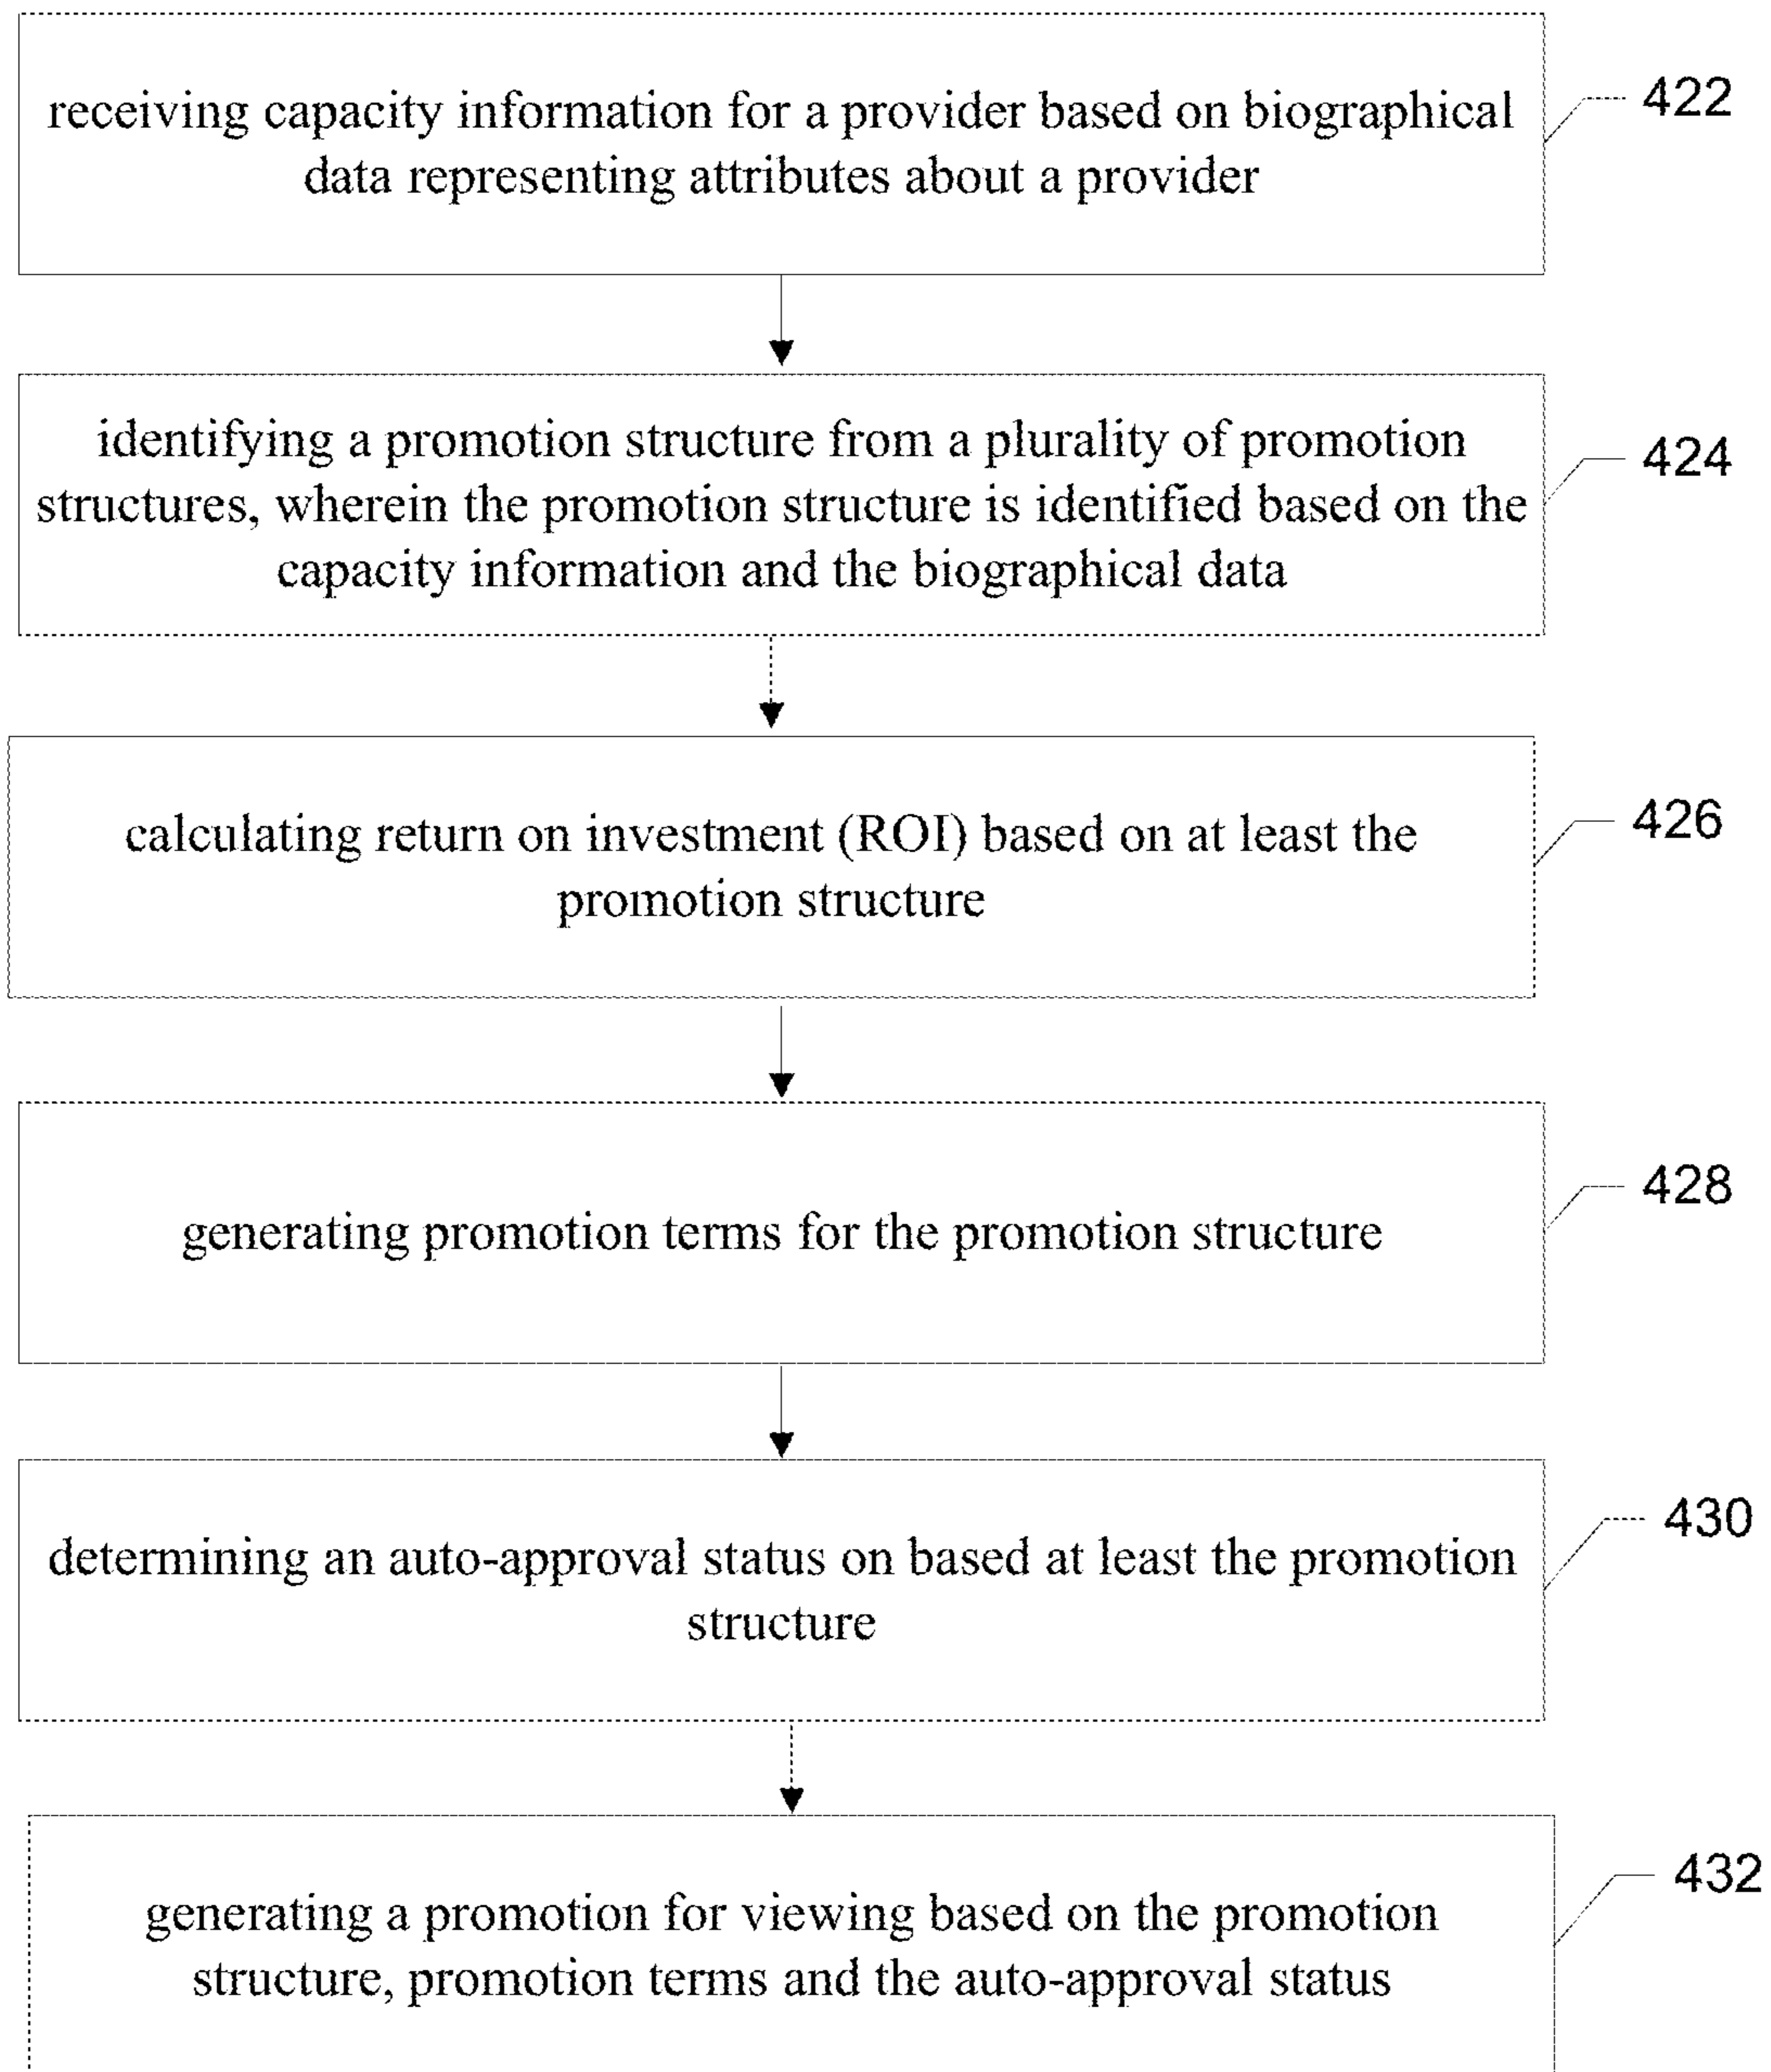 receiving capacity information for a provider based on biographical
data representing attributes about a provider
422
identifying a promotion structure from a plurality of promotion
structures, wherein the promotion structure is identified based on the
capacity information and the biographical data
424
calculating return on investment (ROI) based on at least the
promotion structure
426
generating promotion terms for the promotion structure
428
determining an auto-approval status on based at least the promotion
structure
430
generating a promotion for viewing based on the promotion
structure, promotion terms and the auto-approval status
432